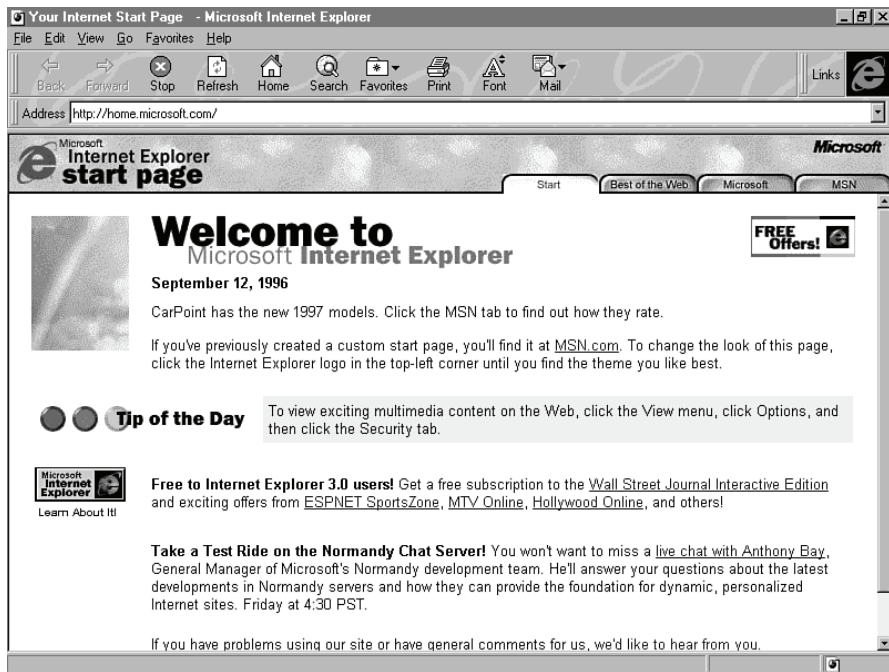 Your Internet Start Page - Microsoft Internet Explorer
File Edit View Go Favorites Help
Back Forward Stop Refresh Home Search Favorites Print Font Mail Links
Address http://home.microsoft.com/
Microsoft
Internet Explorer
start page
Microsoft
Start Best of the Web Microsoft MSN
Welcome to
Microsoft Internet Explorer
FREE
Offers!
September 12, 1996
CarPoint has the new 1997 models. Click the MSN tab to find out how they rate.
If you've previously created a custom start page, you'll find it at MSN.com. To change the look of this page,
click the Internet Explorer logo in the top-left corner until you find the theme you like best.
Tip of the Day
To view exciting multimedia content on the Web, click the View menu, click Options, and
then click the Security tab.
Microsoft
Internet
Explorer
Learn About It!
Free to Internet Explorer 3.0 users! Get a free subscription to the Wall Street Journal Interactive Edition
and exciting offers from ESPNET SportsZone, MTV Online, Hollywood Online, and others!
Take a Test Ride on the Normandy Chat Server! You won't want to miss a live chat with Anthony Bay,
General Manager of Microsoft's Normandy development team. He'll answer your questions about the latest
developments in Normandy servers and how they can provide the foundation for dynamic, personalized
Internet sites. Friday at 4:30 PST.
If you have problems using our site or have general comments for us, we'd like to hear from you.